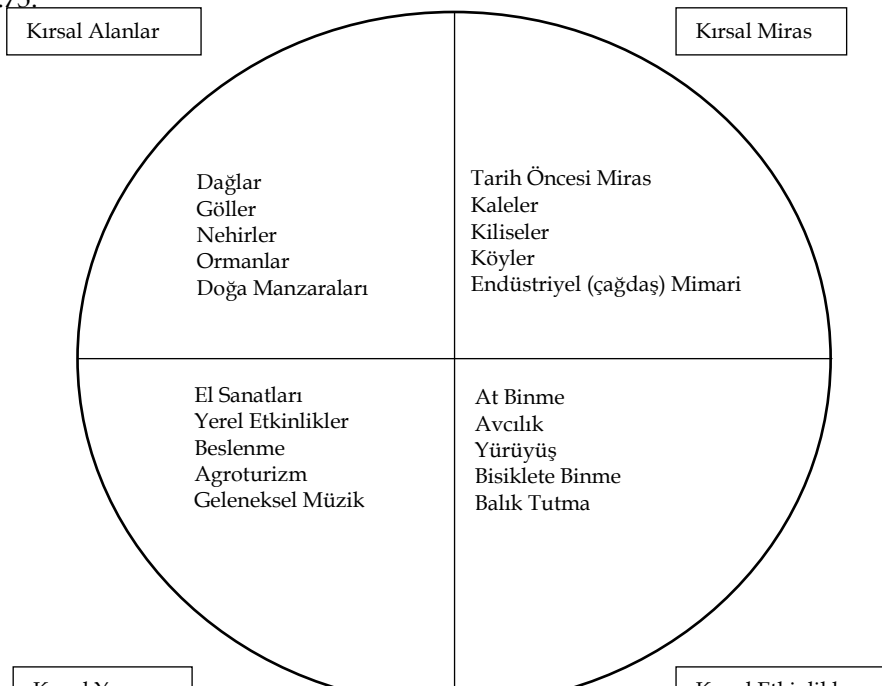 Kırsal Alanlar
Kırsal Miras
Dağlar
Göller
Nehirler
Ormanlar
Doğa Manzaraları
Tarih Öncesi Miras
Kaleler
Kiliseler
Köyler
Endüstriyel (çağdaş) Mimari
El Sanatları
Yerel Etkinlikler
Beslenme
Agroturizm
Geleneksel Müzik
At Binme
Avcılık
Yürüyüş
Bisiklete Binme
Balık Tutma